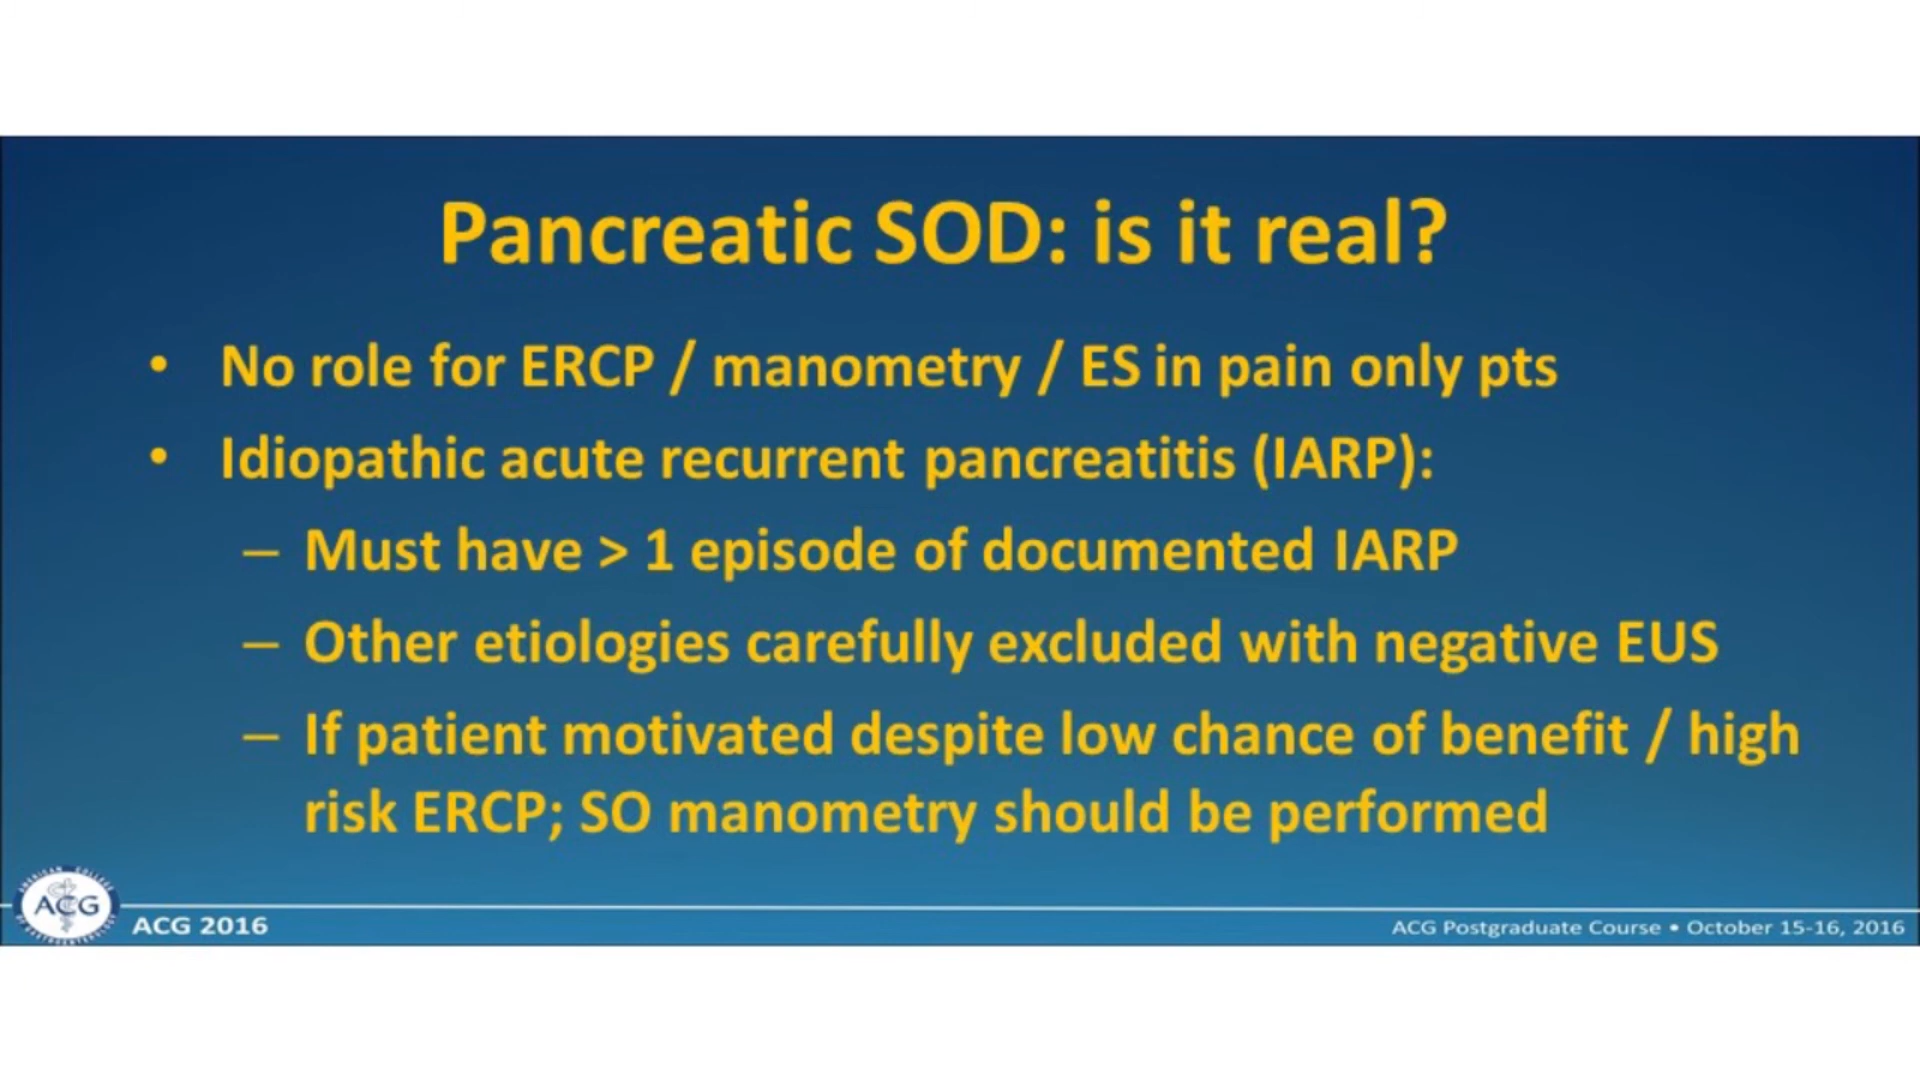 Pancreatic SOD: is it real?
• No role for ERCP / manometry / ES in pain only pts
• Idiopathic acute recurrent pancreatitis (IARP):
– Must have > 1 episode of documented IARP
– Other etiologies carefully excluded with negative EUS
– If patient motivated despite low chance of benefit / high
risk ERCP; SO manometry should be performed
ACG
ACG 2016
ACG Postgraduate Course • October 15-16, 2016